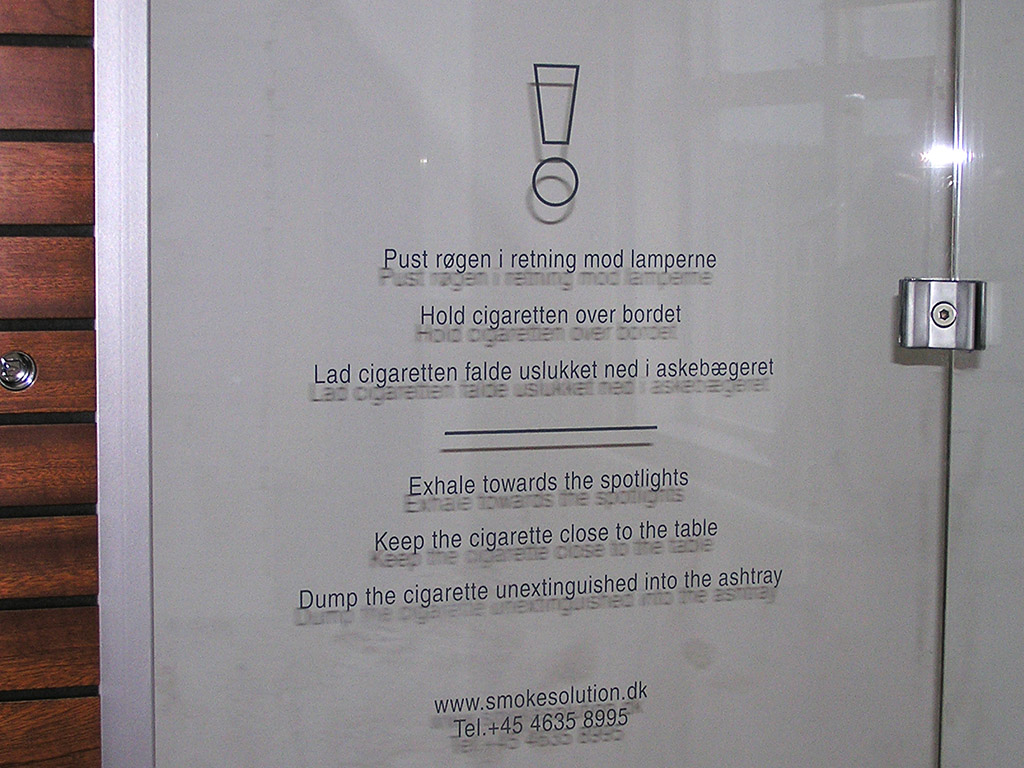 Pust røgen i retning mod lamperne
Hold cigaretten over bordet
Lad cigaretten falde uslukket ned i askebægeret
Exhale towards the spotlights
Keep the cigarette close to the table
Dump the cigarette unextinguished into the ashtray
www.smokesolution.dk
Tel.+45 4635 8995